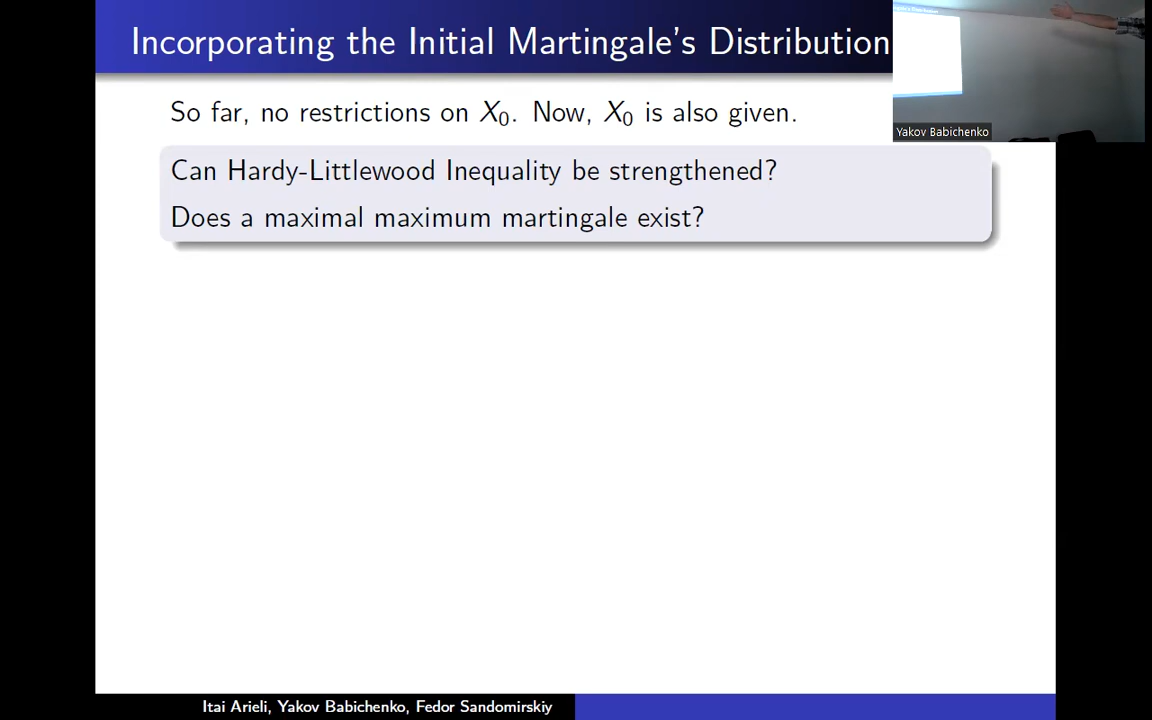 Incorporating the Initial Martingale's Distribution
So far, no restrictions on X₀. Now, X₀ is also given.
Yakov Babichenko
Can Hardy-Littlewood Inequality be strengthened?
Does a maximal maximum martingale exist?
Itai Arieli, Yakov Babichenko, Fedor Sandomirskiy